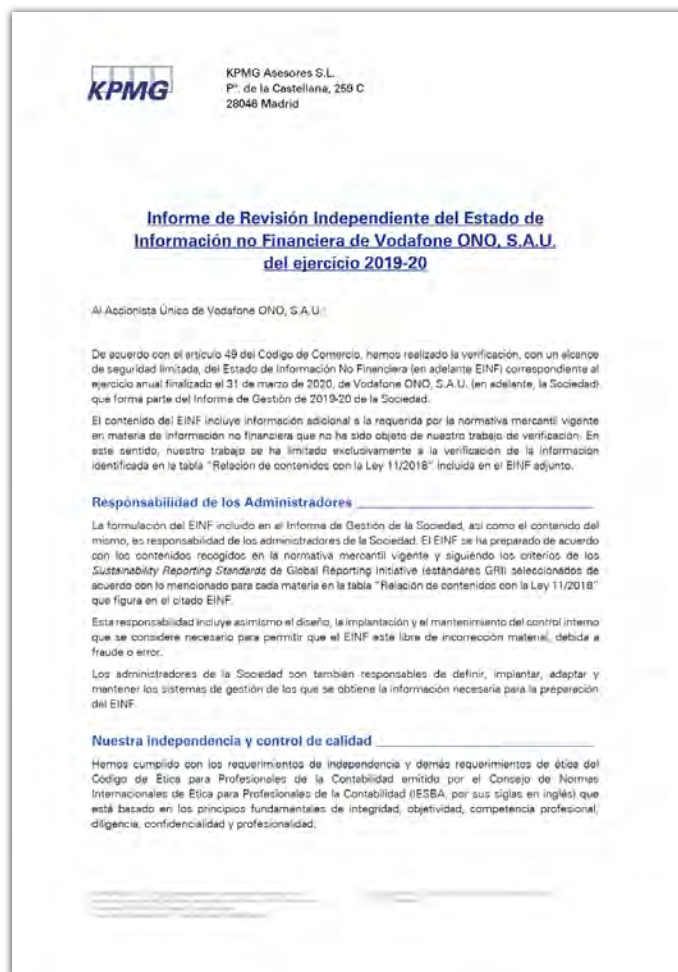 KPMG
KPMG Asesores S.L.
Pº. de la Castellana, 259 C
28046 Madrid
Informe de Revisión Independiente del Estado de
Información no Financiera de Vodafone ONO, S.A.U.
del ejercicio 2019-20
Al Accionista Único de Vodafone ONO, S.A.U.:
De acuerdo con el artículo 49 del Código de Comercio, hemos realizado la verificación, con un alcance
de seguridad limitada, del Estado de Información No Financiera (en adelante EINF) correspondiente al
ejercicio anual finalizado el 31 de marzo de 2020, de Vodafone ONO, S.A.U. (en adelante, la Sociedad)
que forma parte del Informe de Gestión de 2019-20 de la Sociedad.
El contenido del EINF incluye información adicional a la requerida por la normativa mercantil vigente
en materia de información no financiera que no ha sido objeto de nuestro trabajo de verificación. En
este sentido, nuestro trabajo se ha limitado exclusivamente a la verificación de la información
identificada en la tabla "Relación de contenidos con la Ley 11/2018" incluida en el EINF adjunto.
Responsabilidad de los Administradores
La formulación del EINF incluido en el Informe de Gestión de la Sociedad, así como el contenido del
mismo, es responsabilidad de los administradores de la Sociedad. El EINF se ha preparado de acuerdo
con los contenidos recogidos en la normativa mercantil vigente y siguiendo los criterios de los
Sustainability Reporting Standards de Global Reporting Initiative (estándares GRI) seleccionados de
acuerdo con lo mencionado para cada materia en la tabla "Relación de contenidos con la Ley 11/2018"
que figura en el citado EINF.
Esta responsabilidad incluye asimismo el diseño, la implantación y el mantenimiento del control interno
que se considere necesario para permitir que el EINF esté libre de incorrección material, debida a
fraude o error.
Los administradores de la Sociedad son también responsables de definir, implantar, adaptar y
mantener los sistemas de gestión de los que se obtiene la información necesaria para la preparación
del EINF.
Nuestra independencia y control de calidad
Hemos cumplido con los requerimientos de independencia y demás requerimientos de ética del
Código de Ética para Profesionales de la Contabilidad emitido por el Consejo de Normas
Internacionales de Ética para Profesionales de la Contabilidad (IESBA, por sus siglas en inglés) que
está basado en los principios fundamentales de integridad, objetividad, competencia profesional,
diligencia, confidencialidad y profesionalidad.